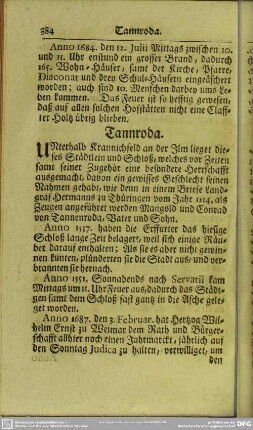 384 Tamroda.
Anno 1684. den 12. Julii Mittags zwischen 10.
und 11. Uhr enstund ein grosser Brand, dadurch
165. Wohn-Häuser, samt der Kirche, Pfarre,
Diaconat und drey Schul-Häusern eingeäschert
worden; auch sind 10. Menschen darbey ums Le-
ben kommen. Das Feuer ist so hefftig gewesen,
daß auf allen solchen Hofstätten nicht eine Claff-
ter Holtz übrig blieben.
Tamroda.
UNterhalb Krannichfeld an der Ilm lieget die-
ses Städtlein und Schloß, welches vor Zeiten
samt seiner Zugehör eine besondere Herrschafft
ausgemacht, davon ein gewisses Geschlecht seinen
Nahmen gehabt, wie denn in einem Briefe Land-
graf Hermanns zu Thüringen vom Jahr 1214. als
Zeugen angeführet werden Mangold und Conrad
von Tannenroda, Vater und Sohn.
Anno 1337. haben die Erffurter das hiesige
Schloß lange Zeit belagert, weil sich einige Räu-
ber darauf enthalten: Als sie es aber nicht gewin-
nen kunten, plünderten sie die Stadt aus, und ver-
brannten sie hernach.
Anno 1551. Sonnabends nach Servatii kam
Mittags um 11. Uhr Feuer aus, dadurch das Städt-
gen samt dem Schloß fast gantz in die Asche gele-
get worden.
Anno 1687. den 3. Februar. hat Hertzog Wil-
helm Ernst zu Weimar dem Rath und Bürger-
schafft allhier noch einen Jahrmarckt, jährlich auf
den Sonntag Judica zu halten, verwilliget, um
den